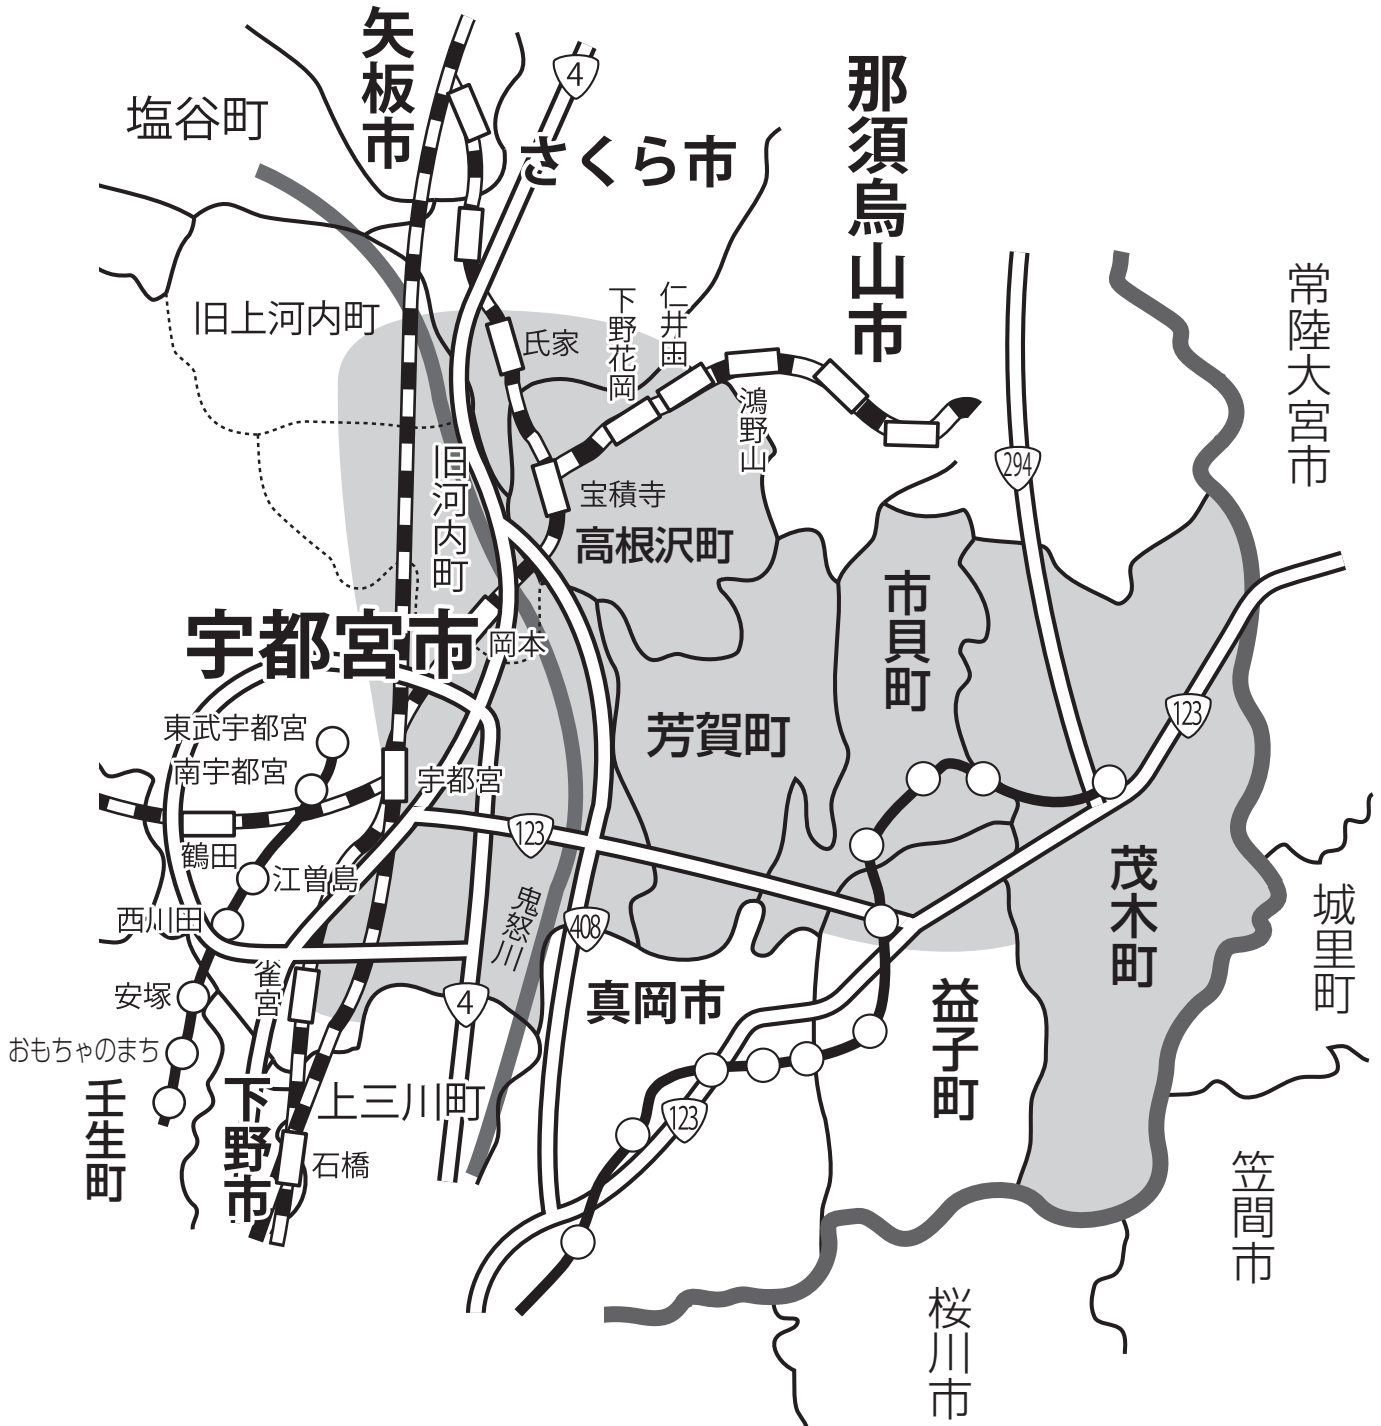 矢板市
4
塩谷町
さくら市
那須烏山市
常陸大宮市
旧上河内町
氏家
下野花岡
仁井田
鴻野山
294
旧河内町
宝積寺
高根沢町
市貝町
宇都宮市
岡本
芳賀町
123
東武宇都宮
南宇都宮
宇都宮
123
鶴田
江曽島
茂木町
城里町
西川田
鬼怒川
408
安塚
雀宮
4
真岡市
益子町
おもちゃのまち
壬生町
下野市
上三川町
123
石橋
笠間市
桜川市